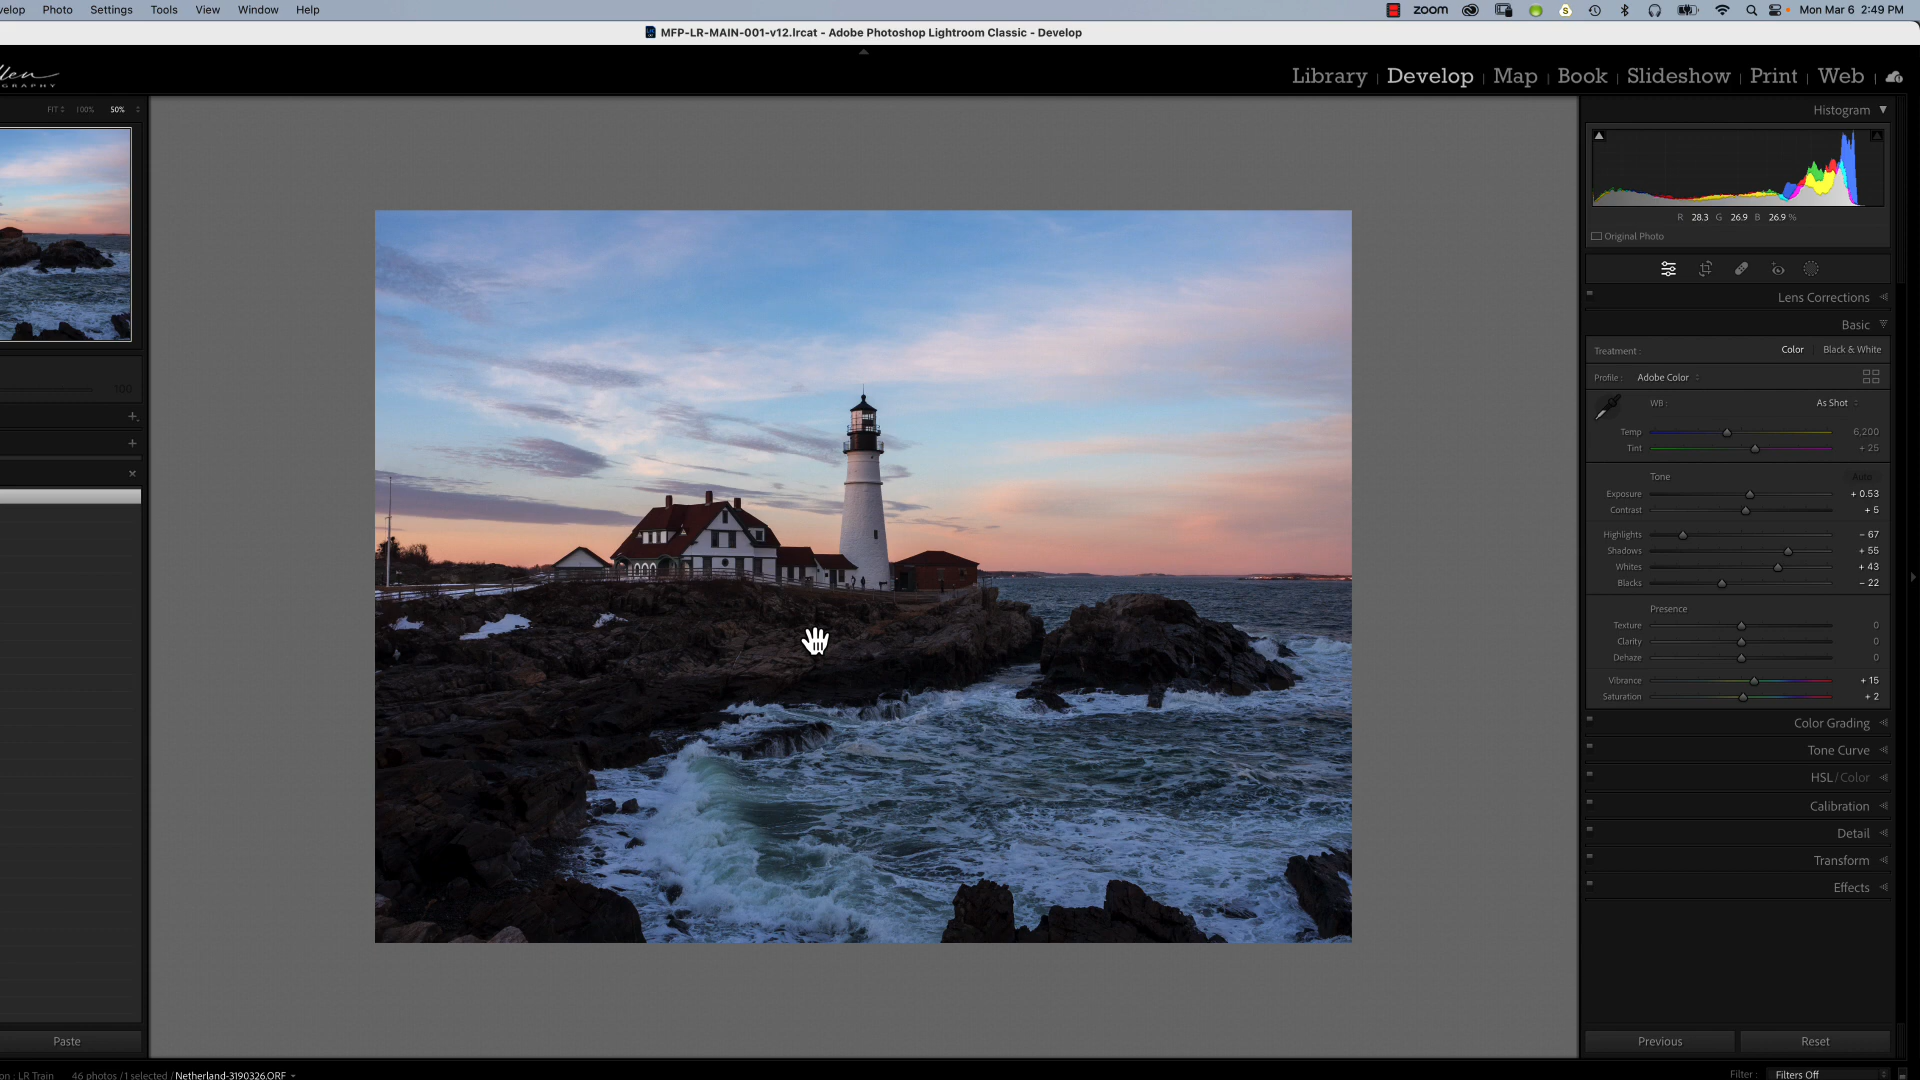 velop Photo Settings Tools View Window Help
zoom S Mon Mar 6 2:49 PM
MFP-LR-MAIN-001-v12.lrcat - Adobe Photoshop Lightroom Classic - Develop
llen
GRAPHY
Library | Develop | Map | Book | Slideshow | Print | Web
FIT 100% 50%
Histogram
R 28.3 G 26.9 B 26.9 %
Original Photo
Lens Corrections
Basic
Treatment : Color Black & White
Profile : Adobe Color
WB : As Shot
Temp 6,200
Tint + 25
100
Tone Auto
Exposure + 0.53
Contrast + 5
Highlights − 67
Shadows + 55
Whites + 43
Blacks − 22
Presence
Texture 0
Clarity 0
Dehaze 0
Vibrance + 15
Saturation + 2
Color Grading
Tone Curve
HSL / Color
Calibration
Detail
Transform
Effects
Paste
Previous Reset
on : LR Train 46 photos / 1 selected / Netherland-3190326.ORF
Filter : Filters Off